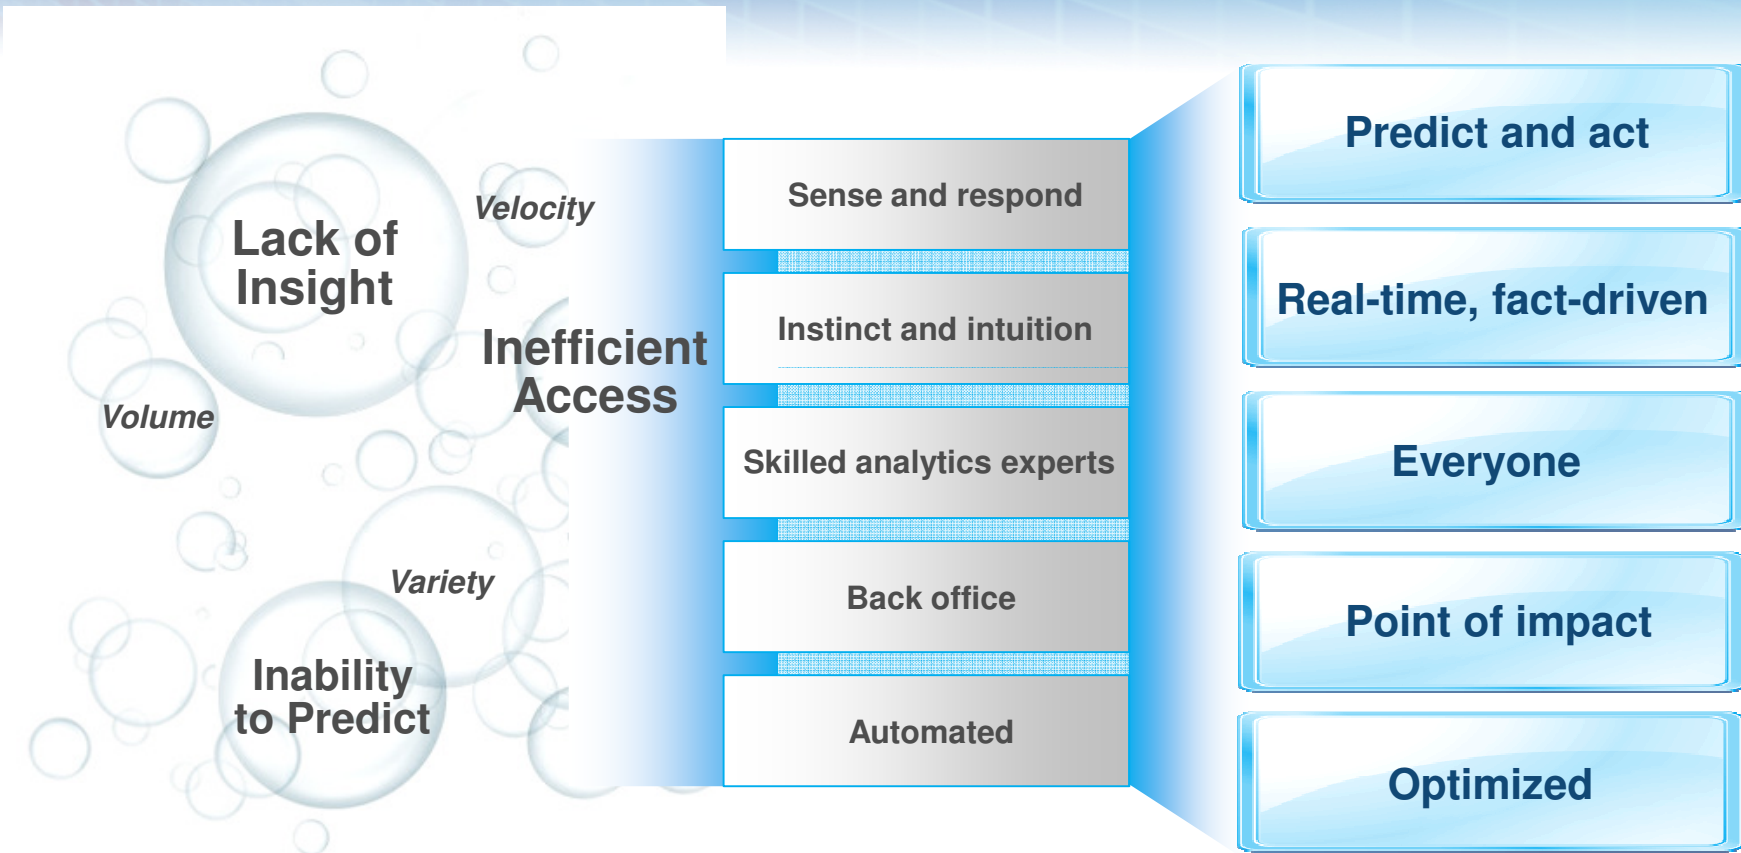 Lack of
Insight
Velocity
Inefficient
Access
Volume
Variety
Inability
to Predict
Sense and respond
Instinct and intuition
Skilled analytics experts
Back office
Automated
Predict and act
Real-time, fact-driven
Everyone
Point of impact
Optimized